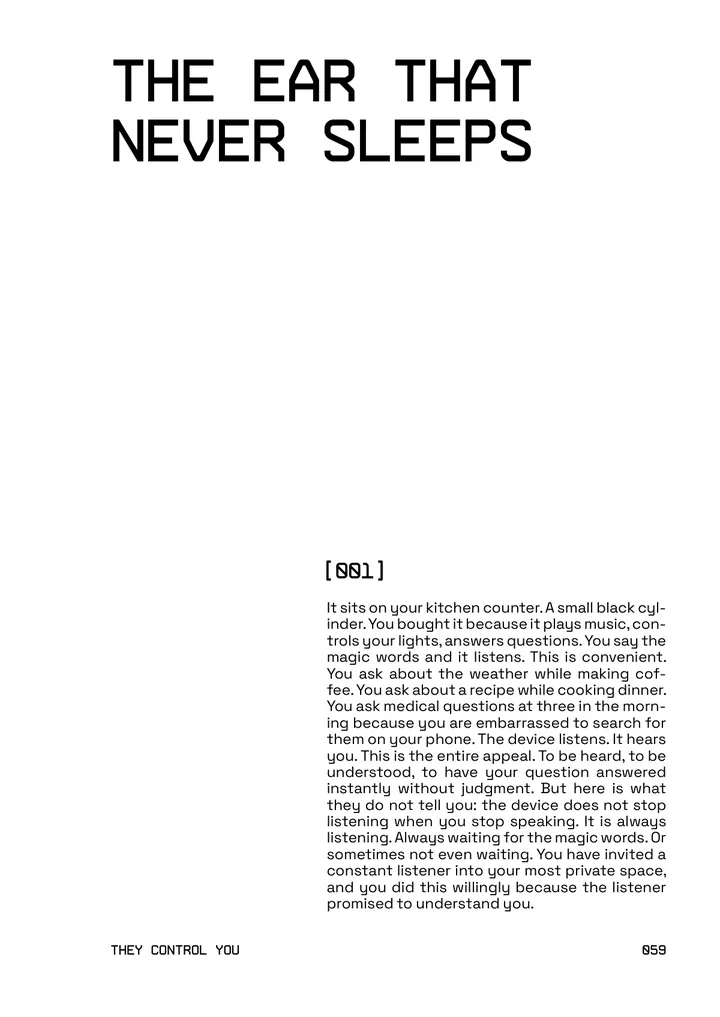 THE EAR THAT
NEVER SLEEPS
[001]
It sits on your kitchen counter. A small black cyl-
inder. You bought it because it plays music, con-
trols your lights, answers questions. You say the
magic words and it listens. This is convenient.
You ask about the weather while making cof-
fee. You ask about a recipe while cooking dinner.
You ask medical questions at three in the morn-
ing because you are embarrassed to search for
them on your phone. The device listens. It hears
you. This is the entire appeal. To be heard, to be
understood, to have your question answered
instantly without judgment. But here is what
they do not tell you: the device does not stop
listening when you stop speaking. It is always
listening. Always waiting for the magic words. Or
sometimes not even waiting. You have invited a
constant listener into your most private space,
and you did this willingly because the listener
promised to understand you.
THEY CONTROL YOU
059